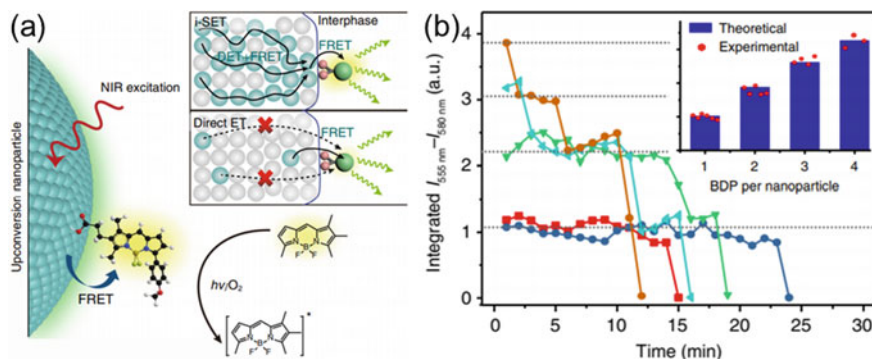 (a)
Upconversion nanoparticle
NIR excitation
i-SET
Interphase
FRET
DET+FRET
Direct ET
FRET
FRET
hv/O2
N N
B
F F
N N
B
F F
(b)
Integrated I555 nm–I580 nm (a.u.)
4
3
2
1
0
0 5 10 15 20 25 30
Time (min)
Theoretical
Experimental
1 2 3 4
BDP per nanoparticle